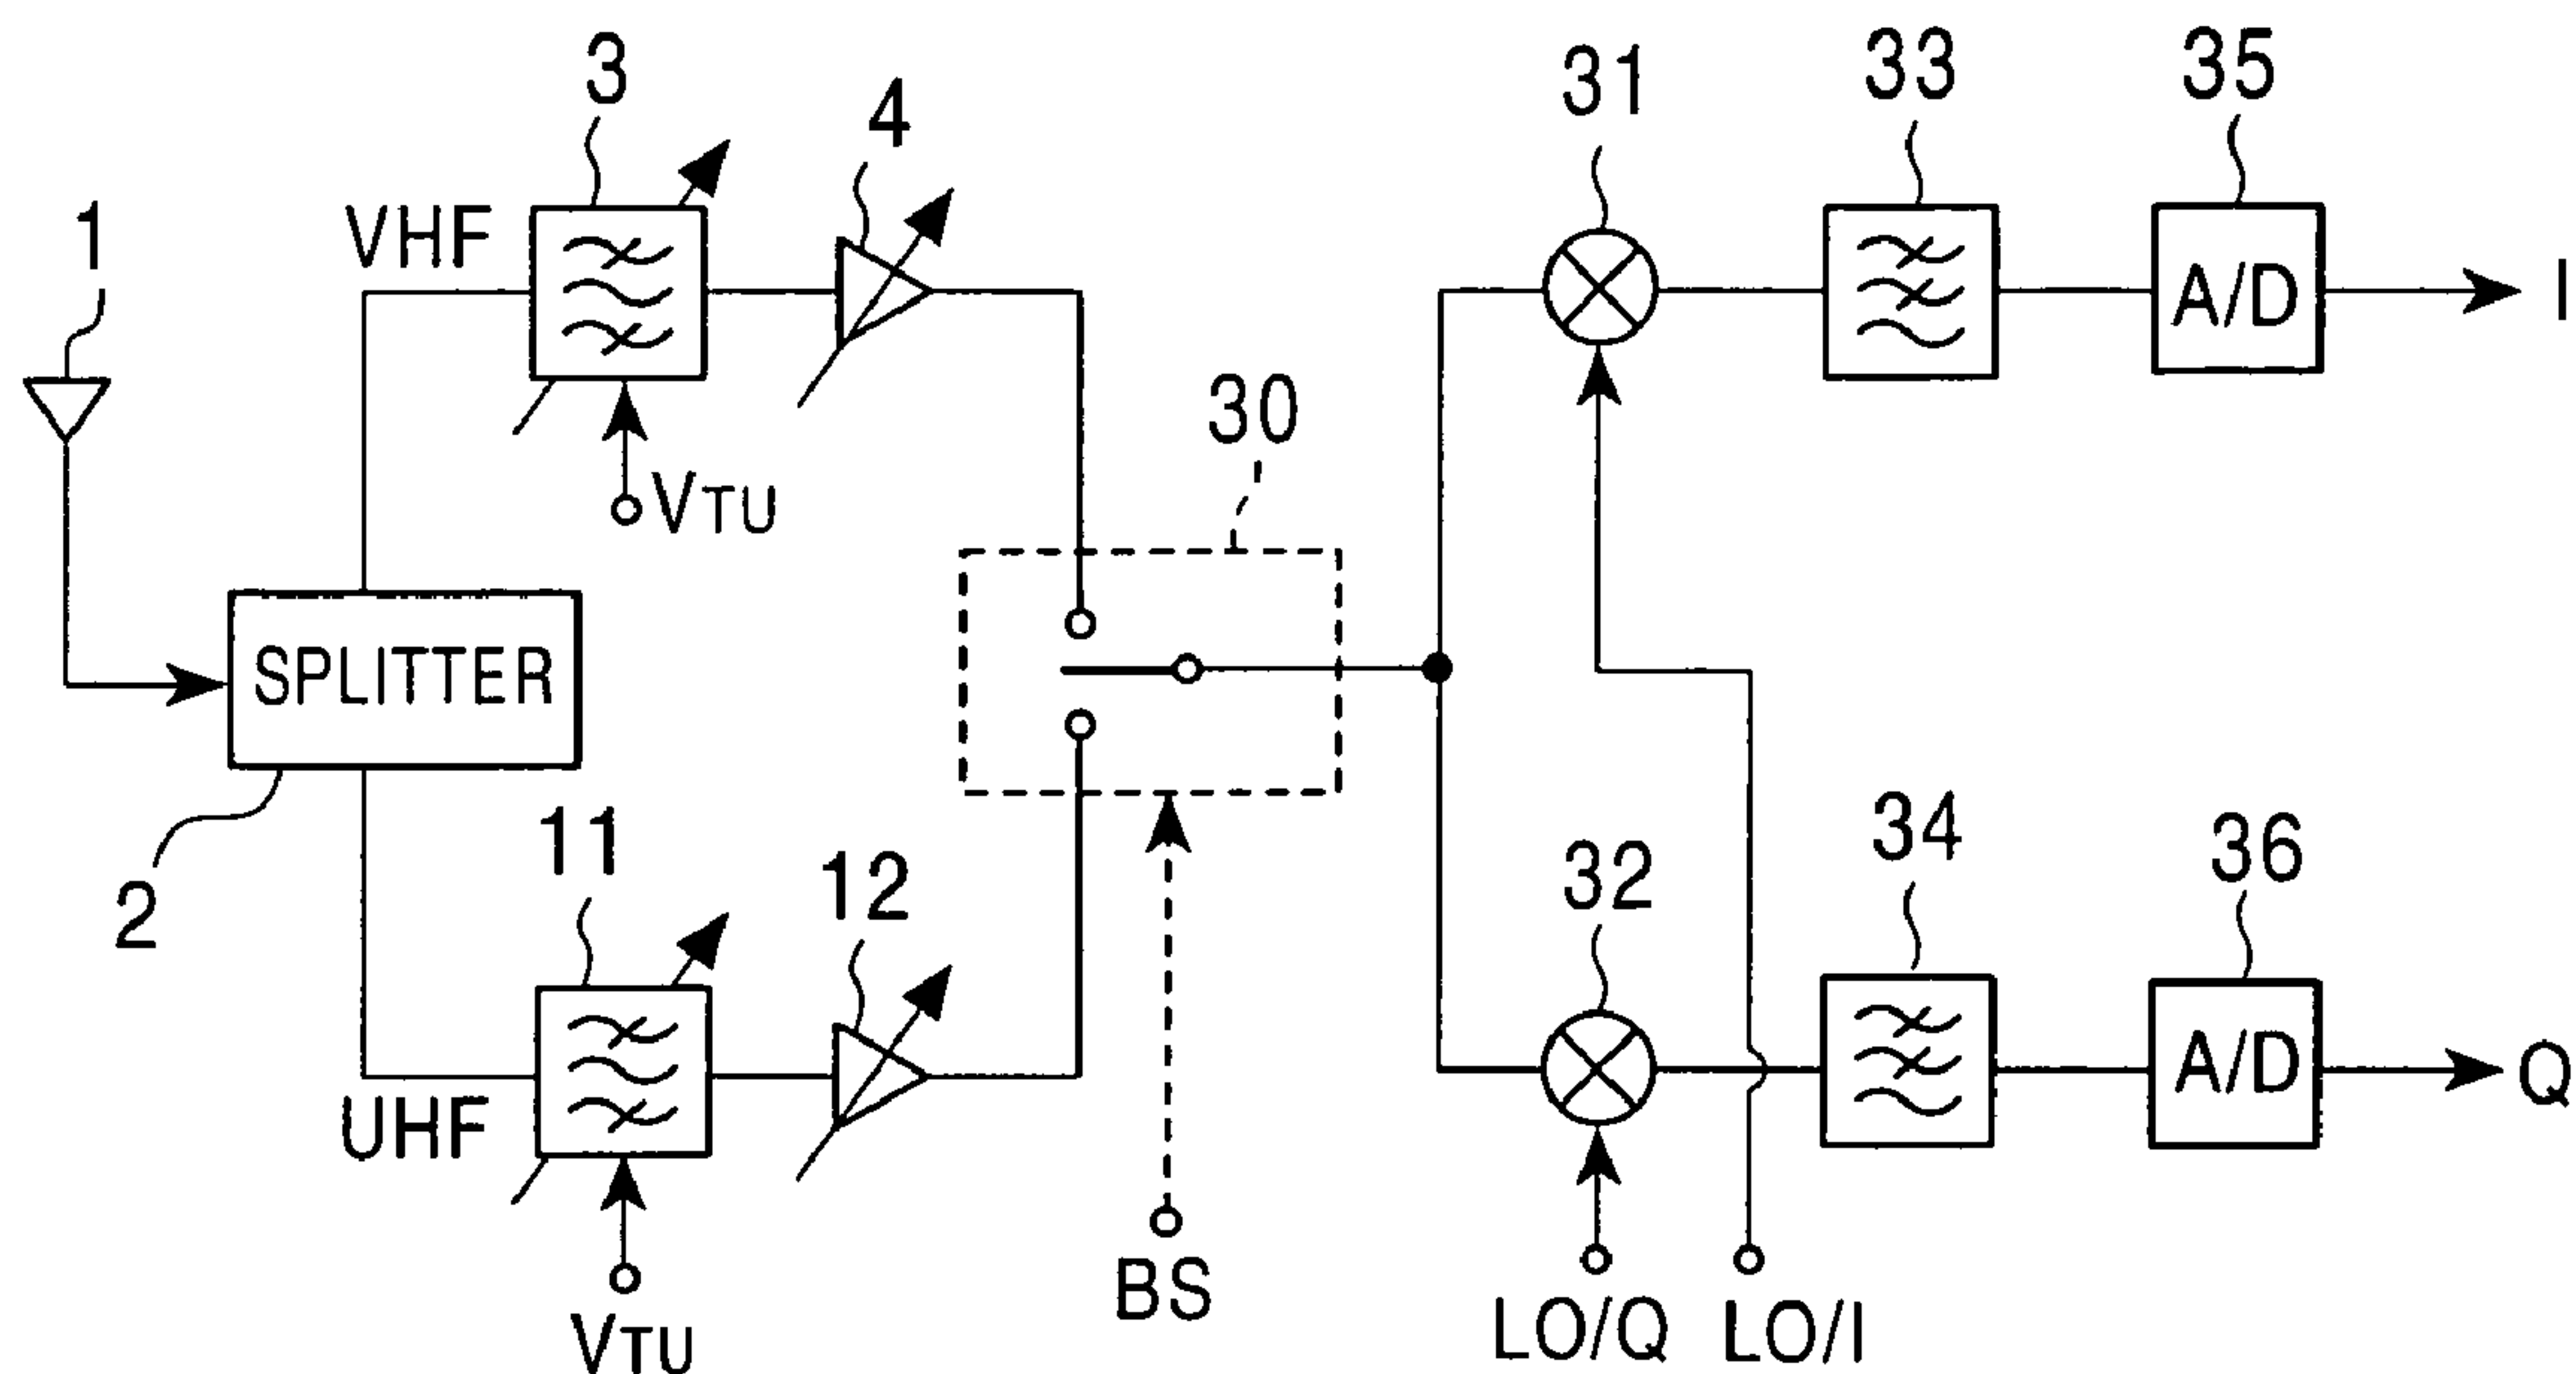 1
VHF
3
4
VTU
SPLITTER
2
UHF
11
12
VTU
30
BS
31
33
35
A/D
I
32
34
36
A/D
Q
LO/Q
LO/I